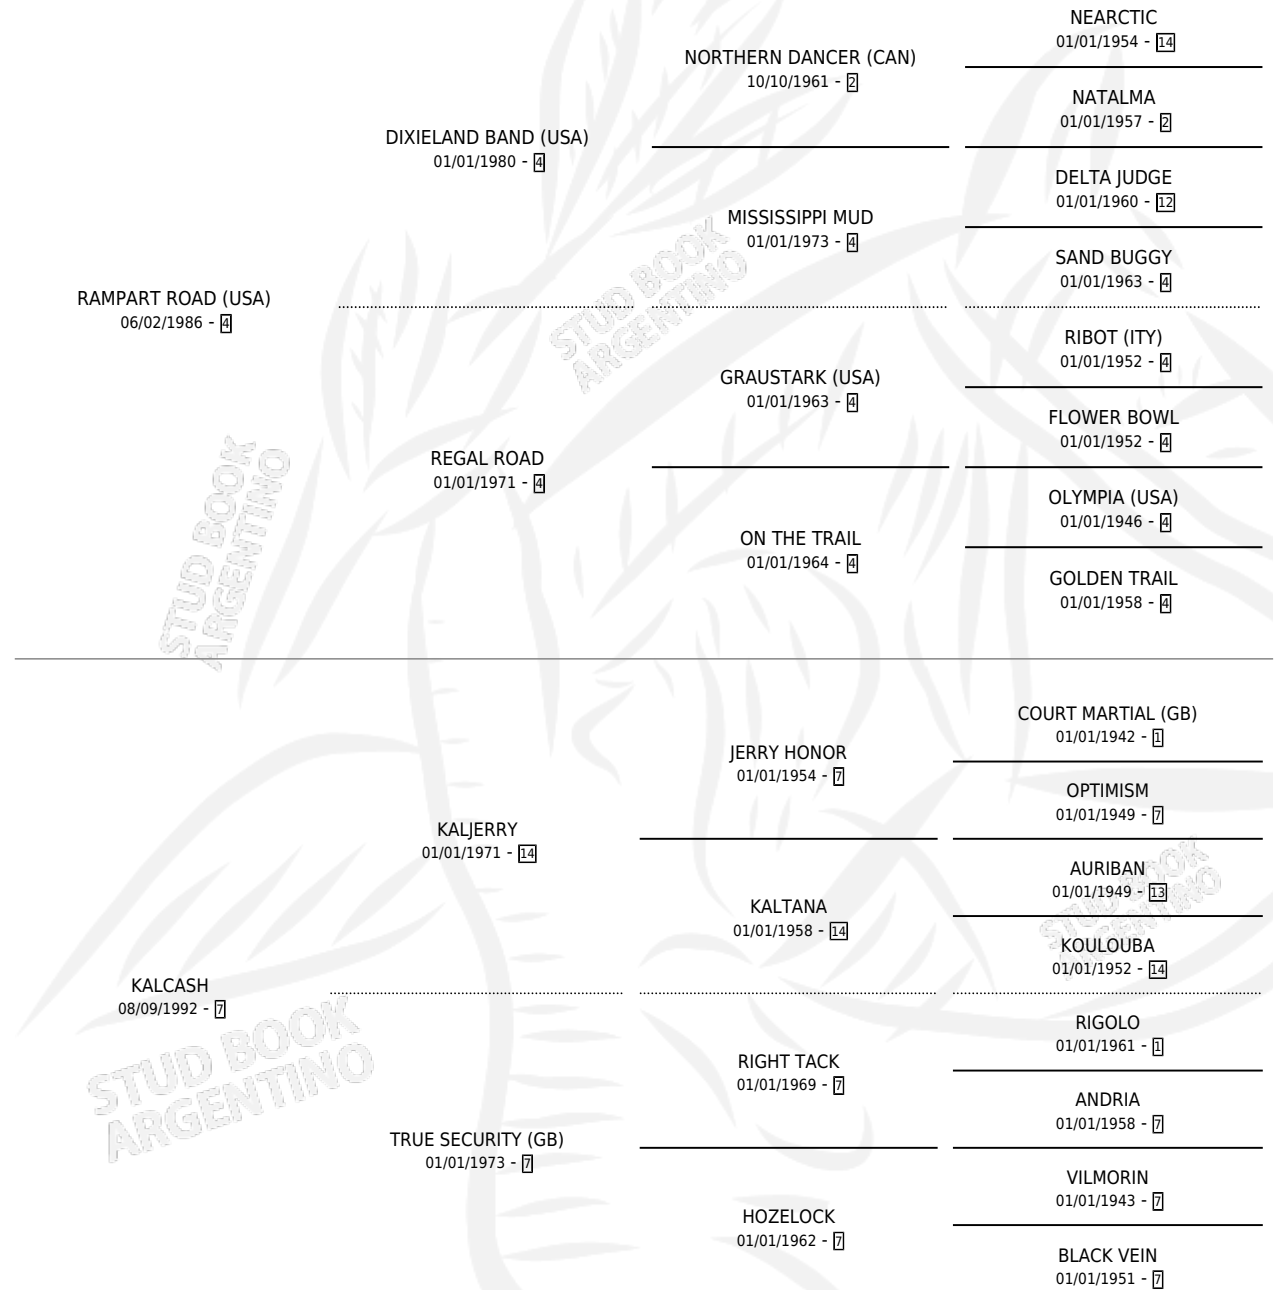 NEARCTIC
01/01/1954 - 14
NORTHERN DANCER (CAN)
10/10/1961 - 2
NATALMA
01/01/1957 - 2
DIXIELAND BAND (USA)
01/01/1980 - 4
DELTA JUDGE
01/01/1960 - 12
MISSISSIPPI MUD
01/01/1973 - 4
SAND BUGGY
01/01/1963 - 4
RAMPART ROAD (USA)
06/02/1986 - 4
RIBOT (ITY)
01/01/1952 - 4
GRAUSTARK (USA)
01/01/1963 - 4
FLOWER BOWL
01/01/1952 - 4
REGAL ROAD
01/01/1971 - 4
OLYMPIA (USA)
01/01/1946 - 4
ON THE TRAIL
01/01/1964 - 4
GOLDEN TRAIL
01/01/1958 - 4
COURT MARTIAL (GB)
01/01/1942 - 1
JERRY HONOR
01/01/1954 - 7
OPTIMISM
01/01/1949 - 7
KALJERRY
01/01/1971 - 14
AURIBAN
01/01/1949 - 13
KALTANA
01/01/1958 - 14
KOULOUBA
01/01/1952 - 14
KALCASH
08/09/1992 - 7
RIGOLO
01/01/1961 - 1
RIGHT TACK
01/01/1969 - 7
ANDRIA
01/01/1958 - 7
TRUE SECURITY (GB)
01/01/1973 - 7
VILMORIN
01/01/1943 - 7
HOZELOCK
01/01/1962 - 7
BLACK VEIN
01/01/1951 - 7
STUD BOOK
ARGENTINO
STUD BOOK
ARGENTINO
STUD BOOK
ARGENTINO
STUD BOOK
ARGENTINO